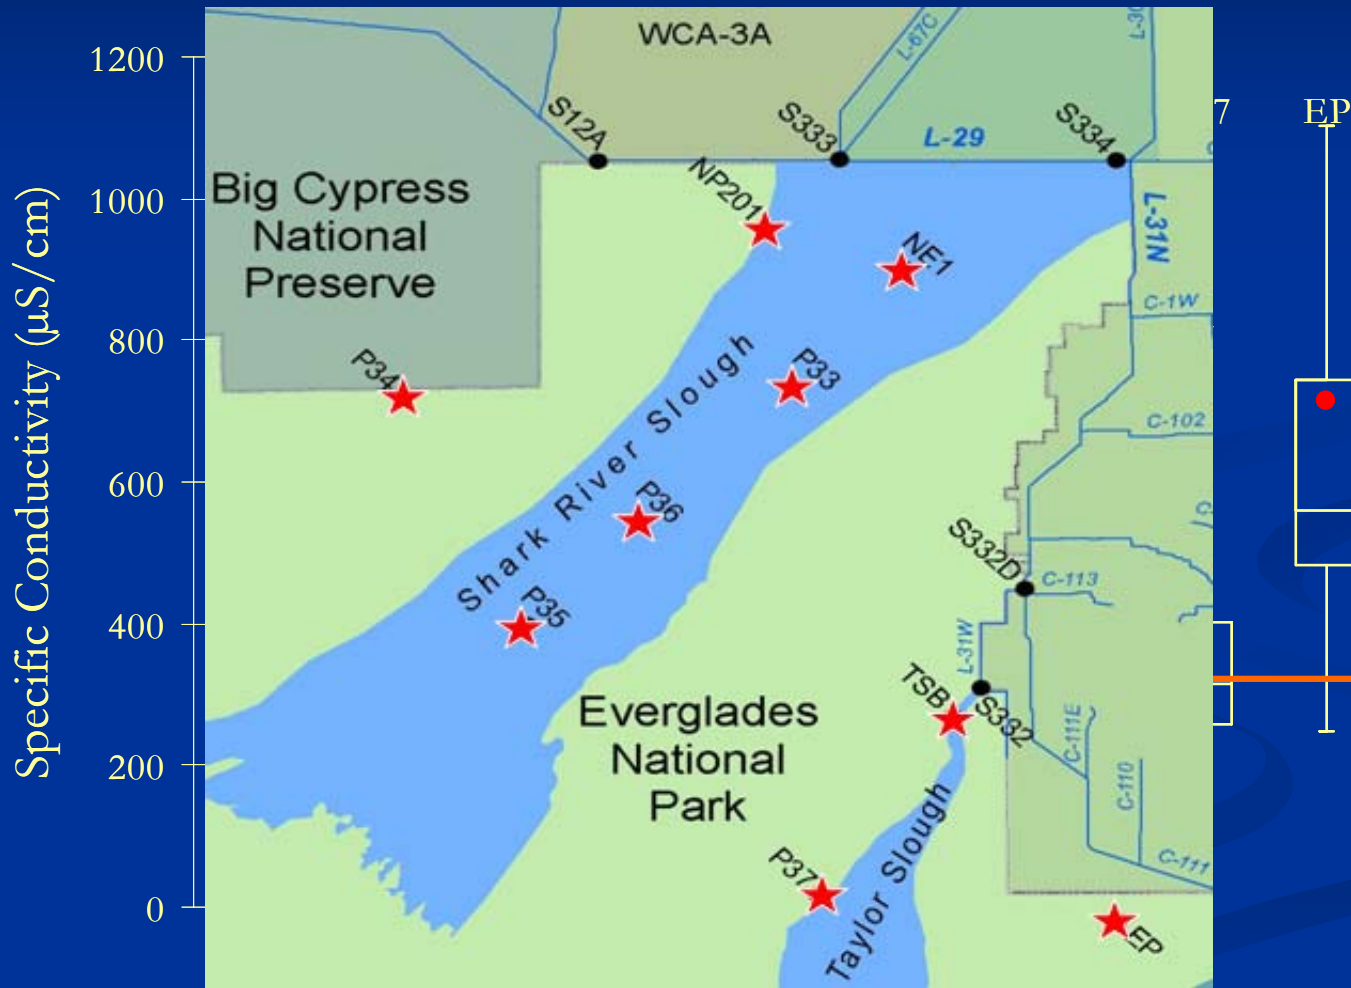 Specific Conductivity (µS/cm)
1200
1000
800
600
400
200
0
WCA-3A
L-67C
L-30
S12A
S333
S334
L-29
NP201
NE1
L-31N
Big Cypress
National
Preserve
C-1W
P34
P33
C-102
Shark River Slough
P36
P35
S332D
C-113
L-31W
TSB
S332
Everglades
National
Park
C-111E
C-110
C-111
P37
Taylor Slough
EP
7
EP